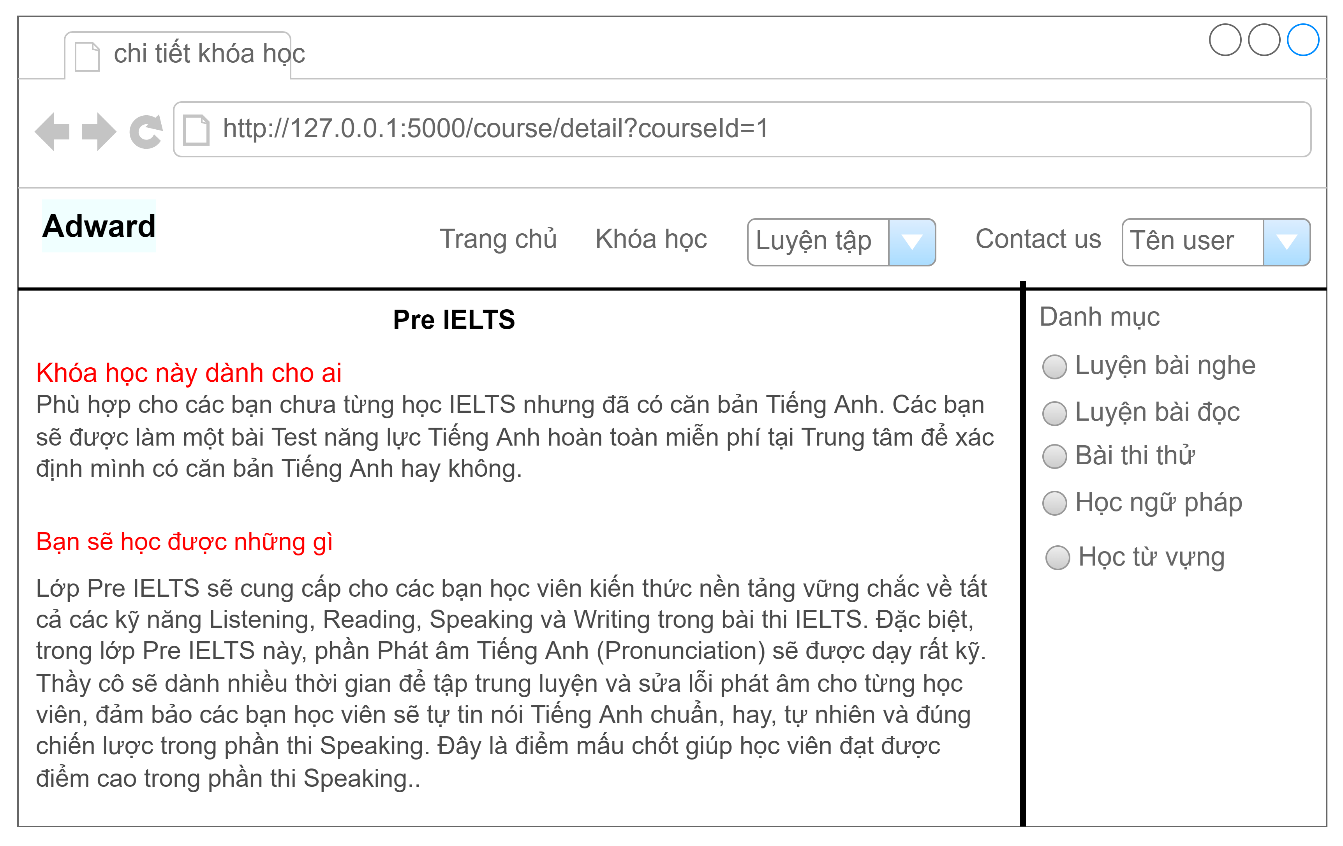 chi tiết khóa học
http://127.0.0.1:5000/course/detail?courseId=1
Adward
Trang chủ
Khóa học
Luyện tập
Contact us
Tên user
Pre IELTS
Khóa học này dành cho ai
Phù hợp cho các bạn chưa từng học IELTS nhưng đã có căn bản Tiếng Anh. Các bạn
sẽ được làm một bài Test năng lực Tiếng Anh hoàn toàn miễn phí tại Trung tâm để xác
định mình có căn bản Tiếng Anh hay không.
Bạn sẽ học được những gì
Lớp Pre IELTS sẽ cung cấp cho các bạn học viên kiến thức nền tảng vững chắc về tất
cả các kỹ năng Listening, Reading, Speaking và Writing trong bài thi IELTS. Đặc biệt,
trong lớp Pre IELTS này, phần Phát âm Tiếng Anh (Pronunciation) sẽ được dạy rất kỹ.
Thầy cô sẽ dành nhiều thời gian để tập trung luyện và sửa lỗi phát âm cho từng học
viên, đảm bảo các bạn học viên sẽ tự tin nói Tiếng Anh chuẩn, hay, tự nhiên và đúng
chiến lược trong phần thi Speaking. Đây là điểm mấu chốt giúp học viên đạt được
điểm cao trong phần thi Speaking..
Danh mục
Luyện bài nghe
Luyện bài đọc
Bài thi thử
Học ngữ pháp
Học từ vựng